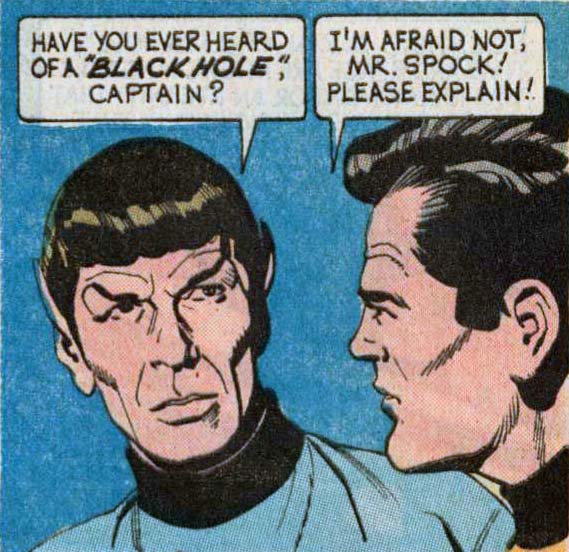 HAVE YOU EVER HEARD
OF A "BLACK HOLE",
CAPTAIN?
I'M AFRAID NOT,
MR. SPOCK!
PLEASE EXPLAIN!